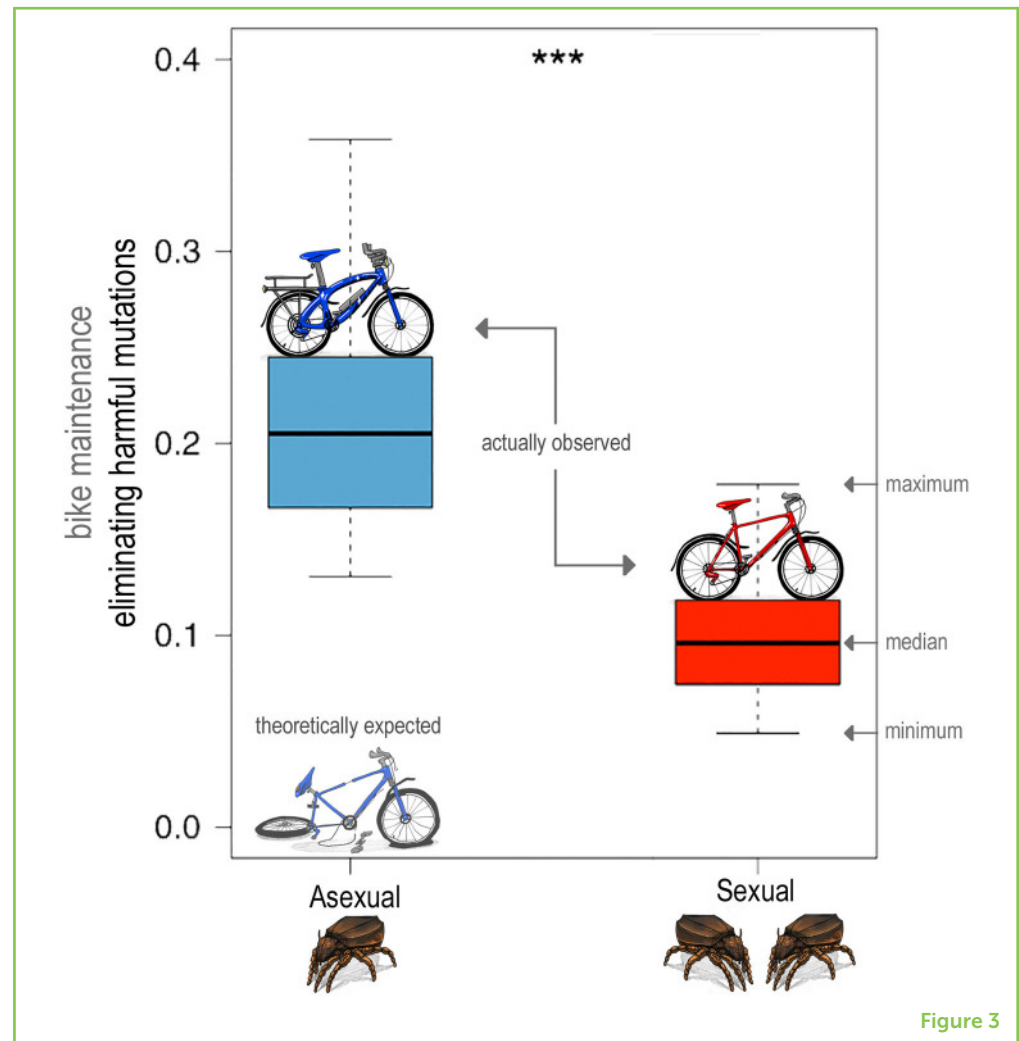 0.4
***
0.3
bike maintenance
eliminating harmful mutations
0.2
actually observed
maximum
0.1
median
theoretically expected
minimum
0.0
Asexual
Sexual
Figure 3